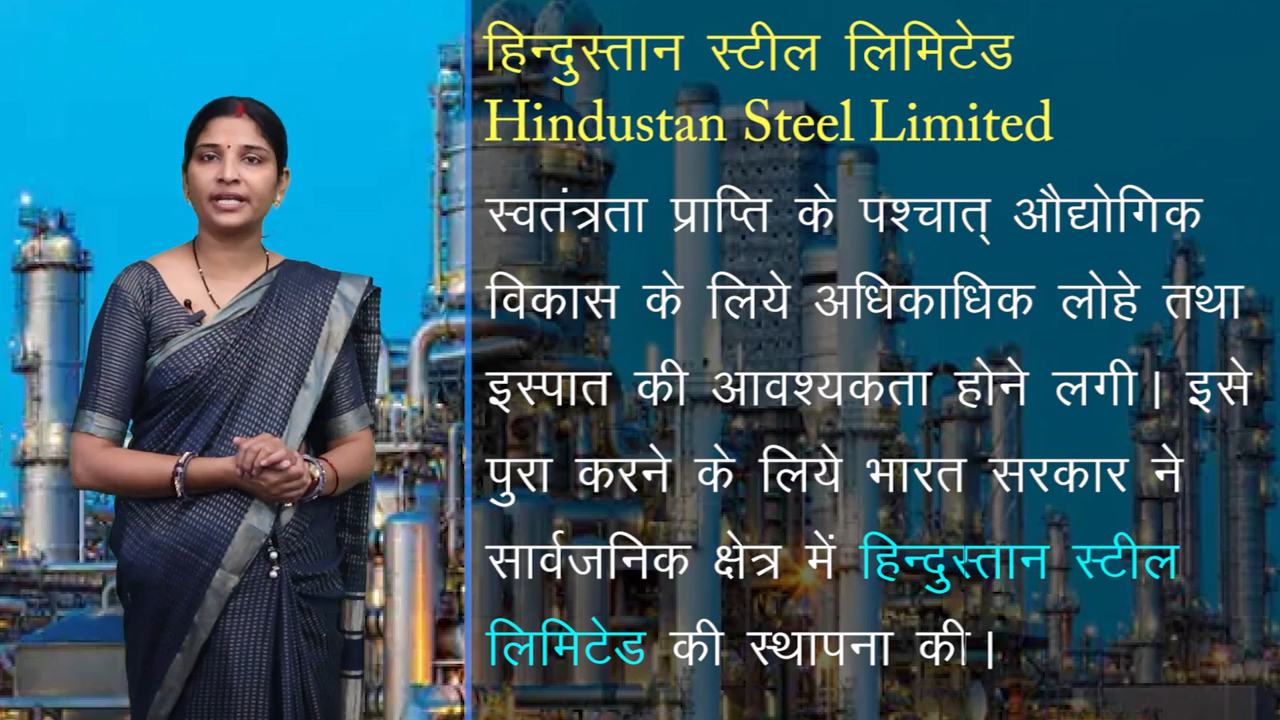 हिन्दुस्तान स्टील लिमिटेड
Hindustan Steel Limited
स्वतंत्रता प्राप्ति के पश्चात् औद्योगिक
विकास के लिये अधिकाधिक लोहे तथा
इस्पात की आवश्यकता होने लगी। इसे
पुरा करने के लिये भारत सरकार ने
सार्वजनिक क्षेत्र में हिन्दुस्तान स्टील
लिमिटेड की स्थापना की।